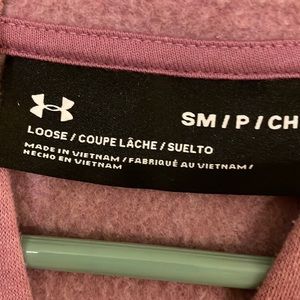 SM / P / CH
LOOSE / COUPE LÂCHE / SUELTO
MADE IN VIETNAM / FABRIQUÉ AU VIETNAM /
HECHO EN VIETNAM